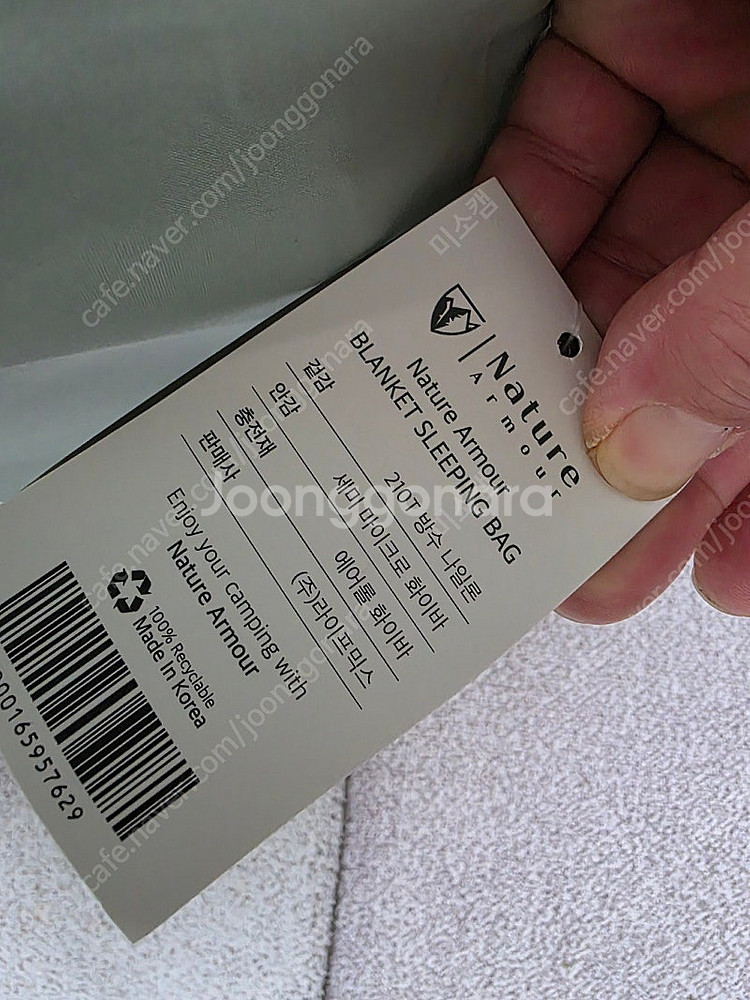 Nature
Armour
Nature Armour
BLANKET SLEEPING BAG
겉감 210T 방수 나일론
안감 세미 마이크로 화이바
충전재 에어롤 화이바
판매사 (주)라이프믹스
Enjoy your camping with
Nature Armour
100% Recyclable
Made In Korea
000165957629
Joonggonara
미소캠
cafe.naver.com/joonggonara